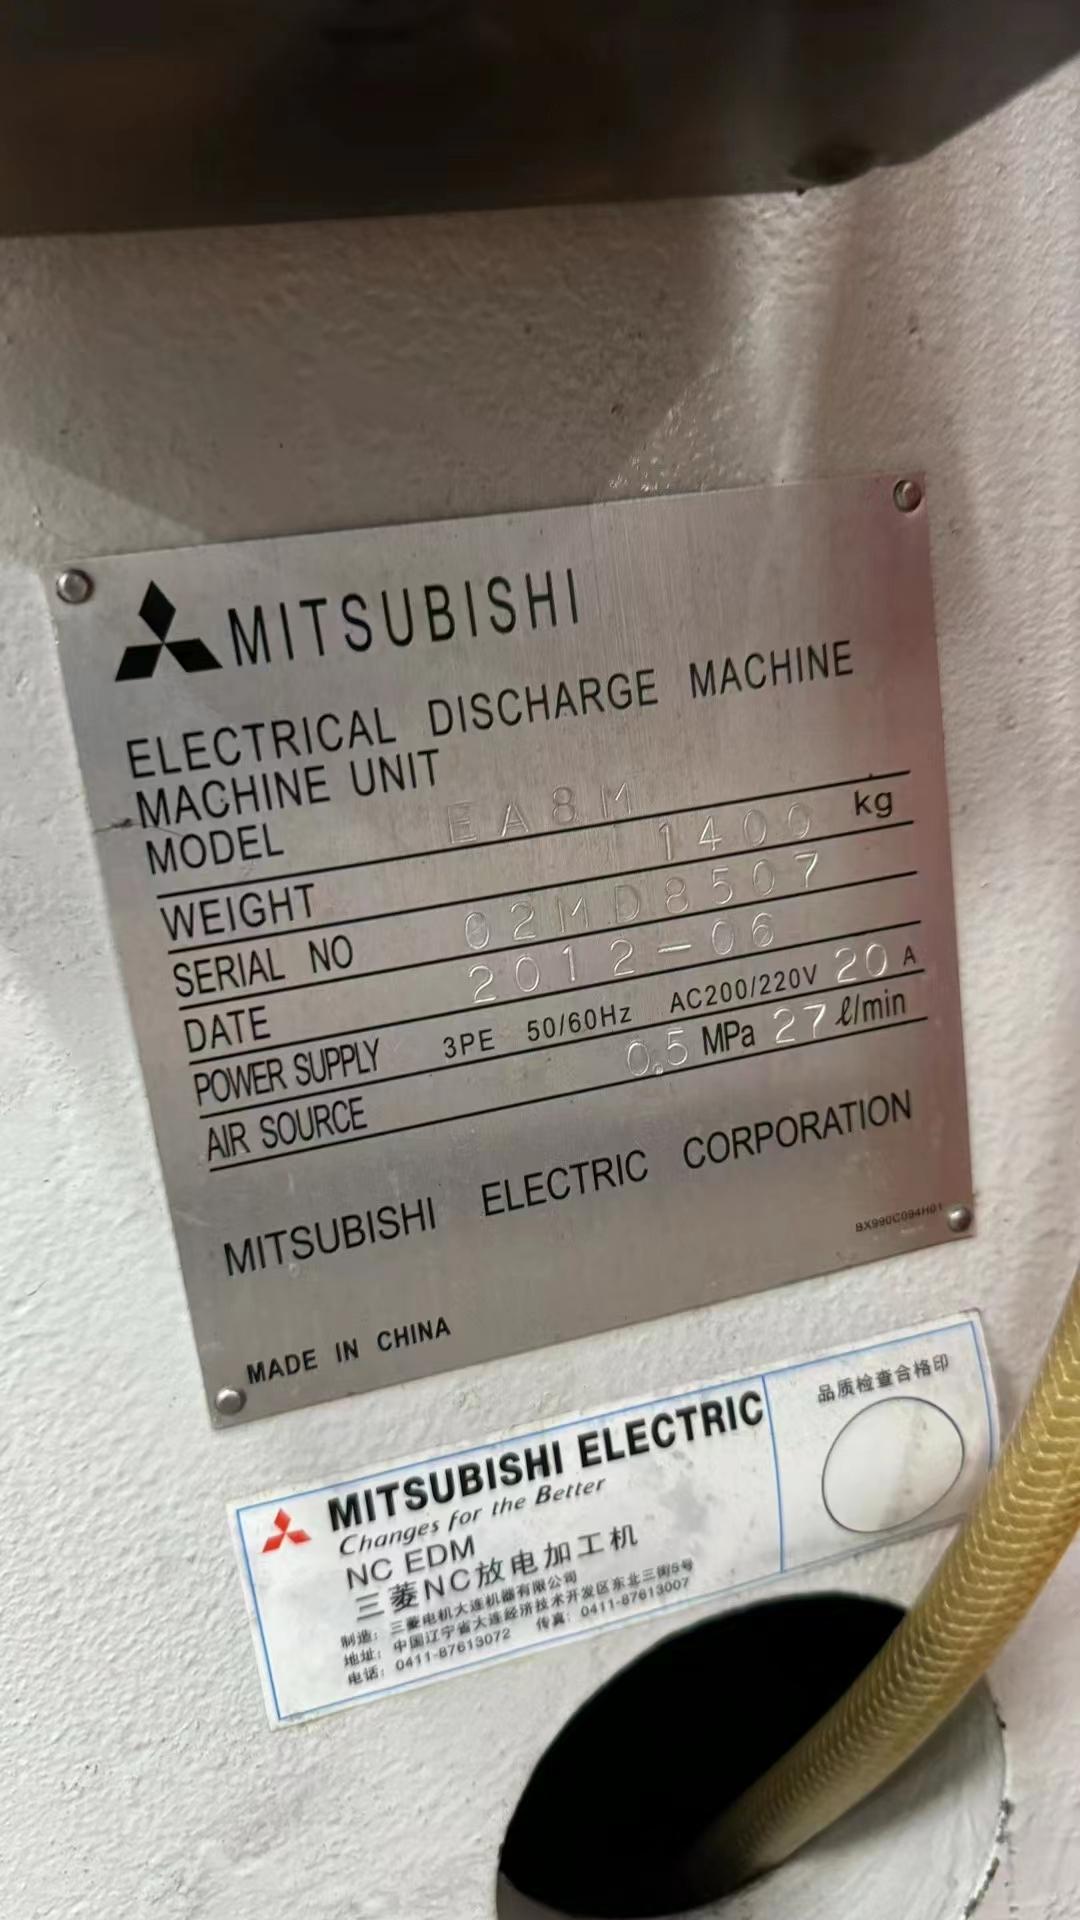 MITSUBISHI
ELECTRICAL DISCHARGE MACHINE
MACHINE UNIT
MODEL EA8M
WEIGHT 1400 kg
SERIAL NO 02MD8507
DATE 2012-06
POWER SUPPLY 3PE 50/60Hz AC200/220V 20 A
AIR SOURCE 0.5 MPa 27 ℓ/min
MITSUBISHI ELECTRIC CORPORATION
BX990C094H01
MADE IN CHINA
MITSUBISHI ELECTRIC
Changes for the Better
NC EDM
三菱NC放电加工机
制造: 三菱电机大连机器有限公司
地址: 中国辽宁省大连经济技术开发区东北三街5号
电话: 0411-87613072 传真: 0411-87613007
品质检查合格印